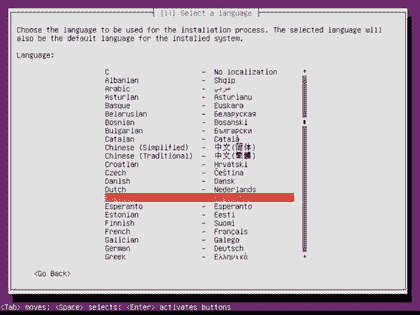 [!!] Select a language
Choose the language to be used for the installation process. The selected language will
also be the default language for the installed system.
Language:
C - No localization
Albanian - Shqip
Arabic - عربي
Asturian - Asturianu
Basque - Euskara
Belarusian - Беларуская
Bosnian - Bosanski
Bulgarian - Български
Catalan - Català
Chinese (Simplified) - 中文(简体)
Chinese (Traditional) - 中文(繁體)
Croatian - Hrvatski
Czech - Čeština
Danish - Dansk
Dutch - Nederlands
Esperanto - Esperanto
Estonian - Eesti
Finnish - Suomi
French - Français
Galician - Galego
German - Deutsch
Greek - Ελληνικά
<Go Back>
<Tab> moves; <Space> selects; <Enter> activates buttons